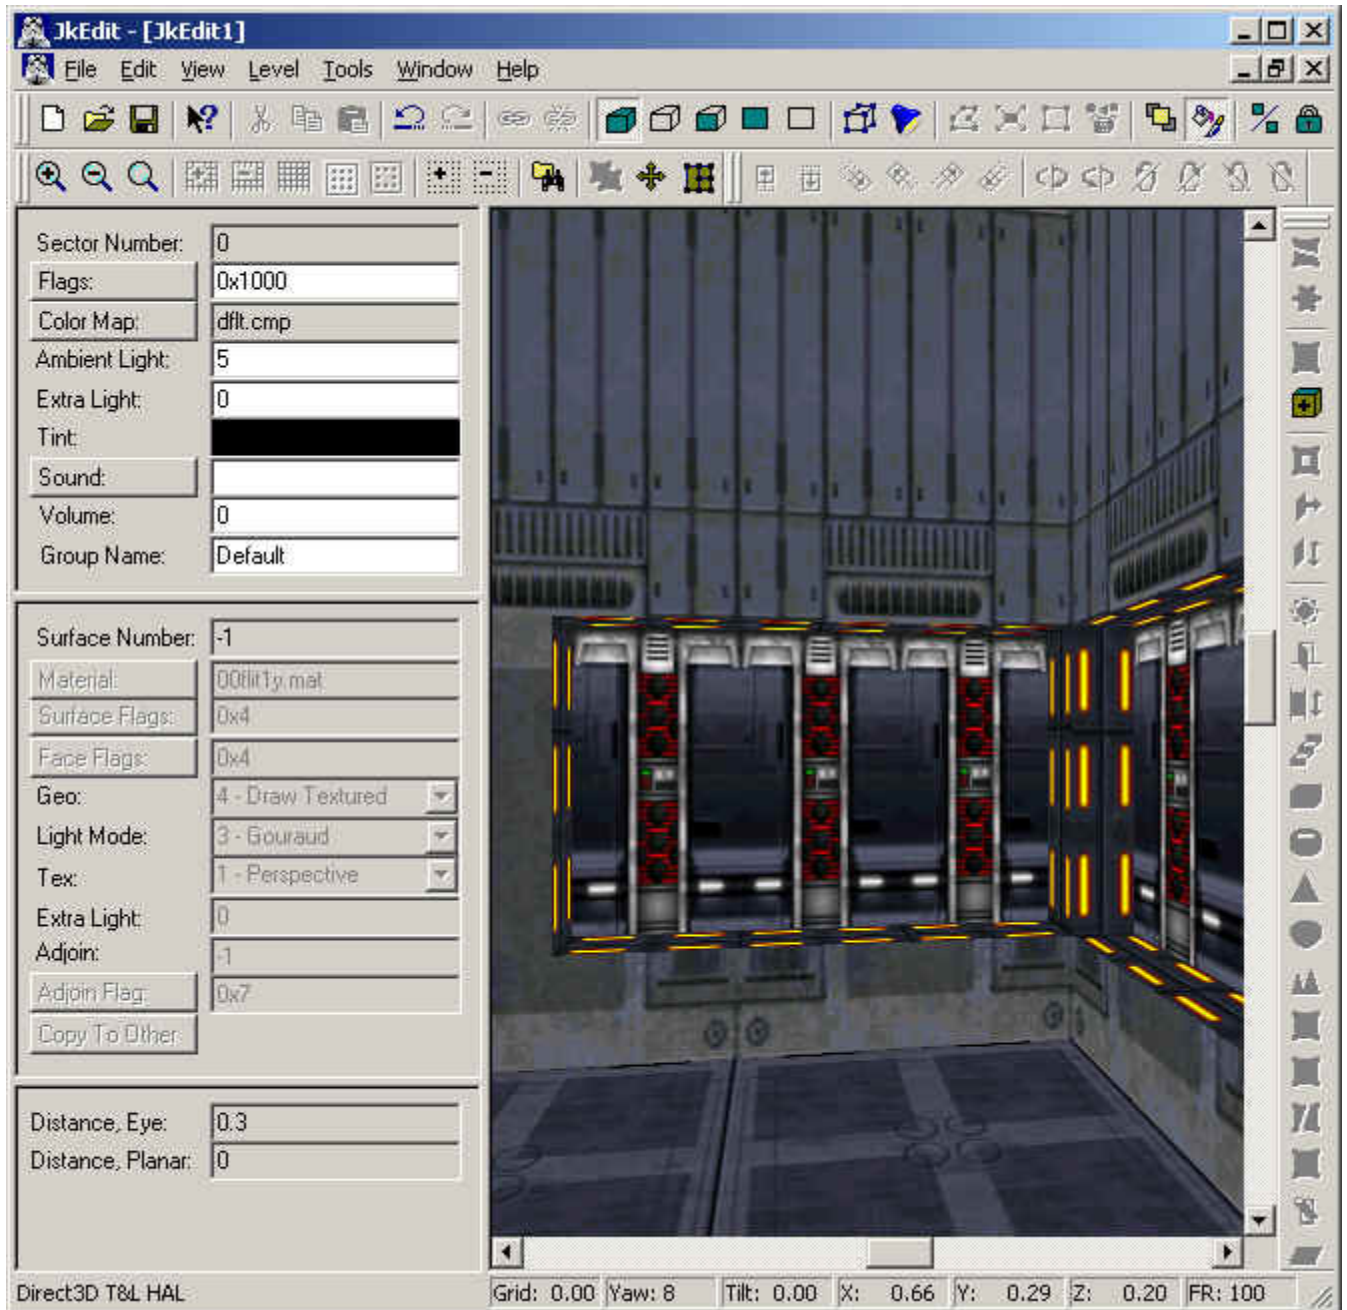 JkEdit - [JkEdit1]
File Edit View Level Tools Window Help
Sector Number: 0
Flags: 0x1000
Color Map: dflt.cmp
Ambient Light: 5
Extra Light: 0
Tint:
Sound:
Volume: 0
Group Name: Default
Surface Number: -1
Material: 00flit1y.mat
Surface Flags: 0x4
Face Flags: 0x4
Geo: 4 - Draw Textured
Light Mode: 3 - Gouraud
Tex: 1 - Perspective
Extra Light: 0
Adjoin: -1
Adjoin Flag: 0x7
Copy To Other
Distance, Eye: 0.3
Distance, Planar: 0
Direct3D T&L HAL Grid: 0.00 Yaw: 8 Tilt: 0.00 X: 0.66 Y: 0.29 Z: 0.20 FR: 100